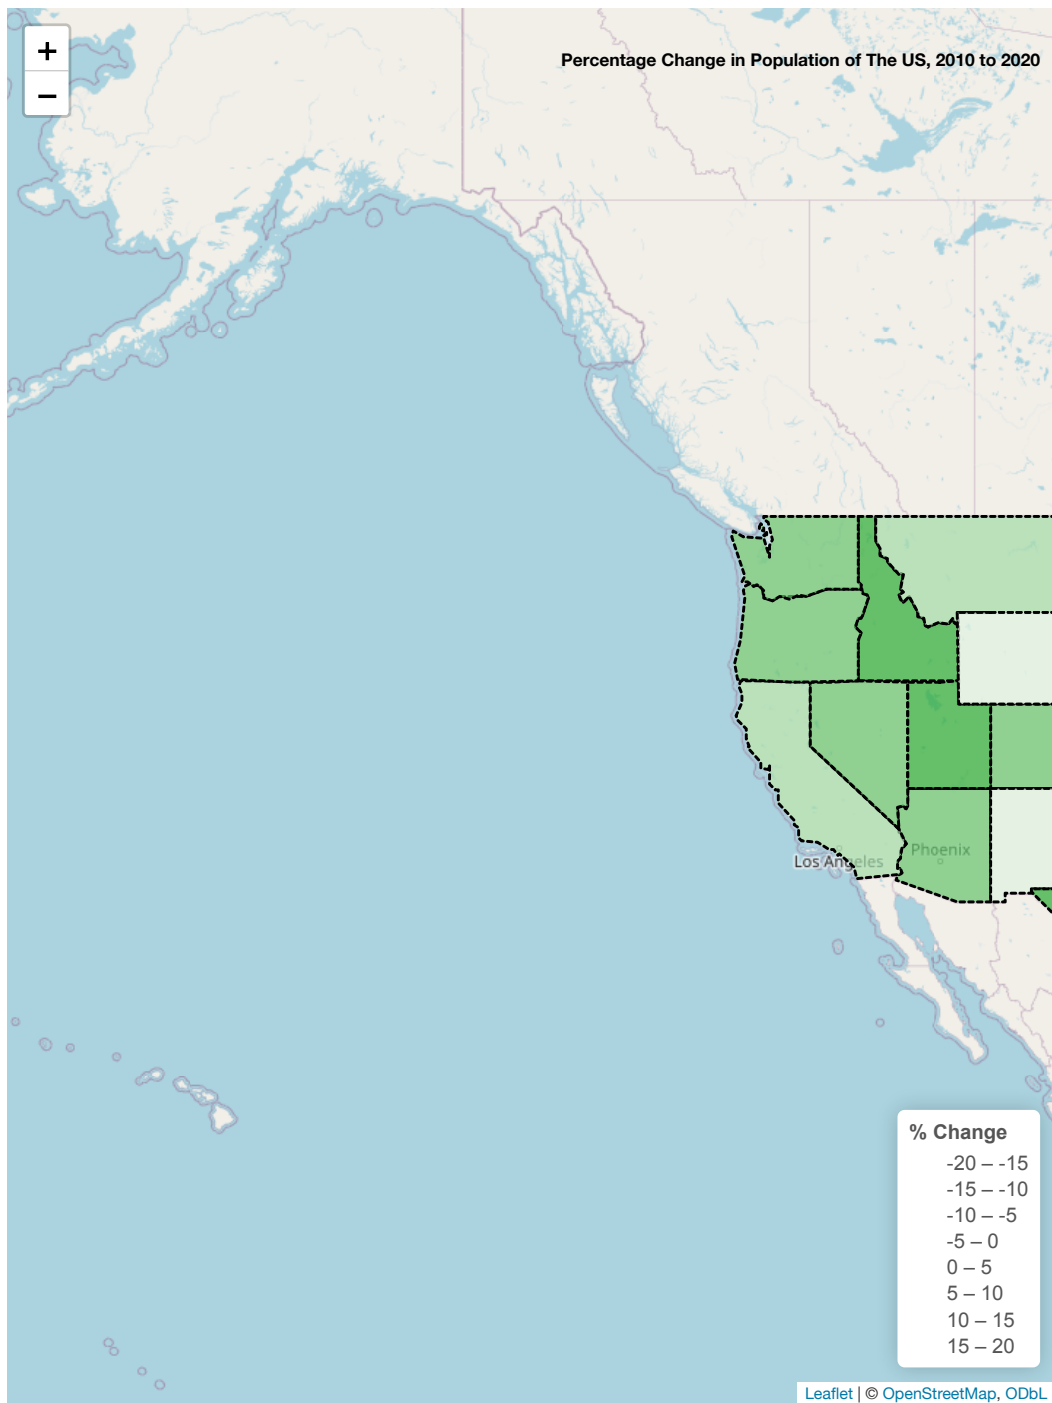 +
−
Percentage Change in Population of The US, 2010 to 2020
Phoenix
Los Angeles
% Change
-20 – -15
-15 – -10
-10 – -5
-5 – 0
0 – 5
5 – 10
10 – 15
15 – 20
Leaflet | © OpenStreetMap, ODbL